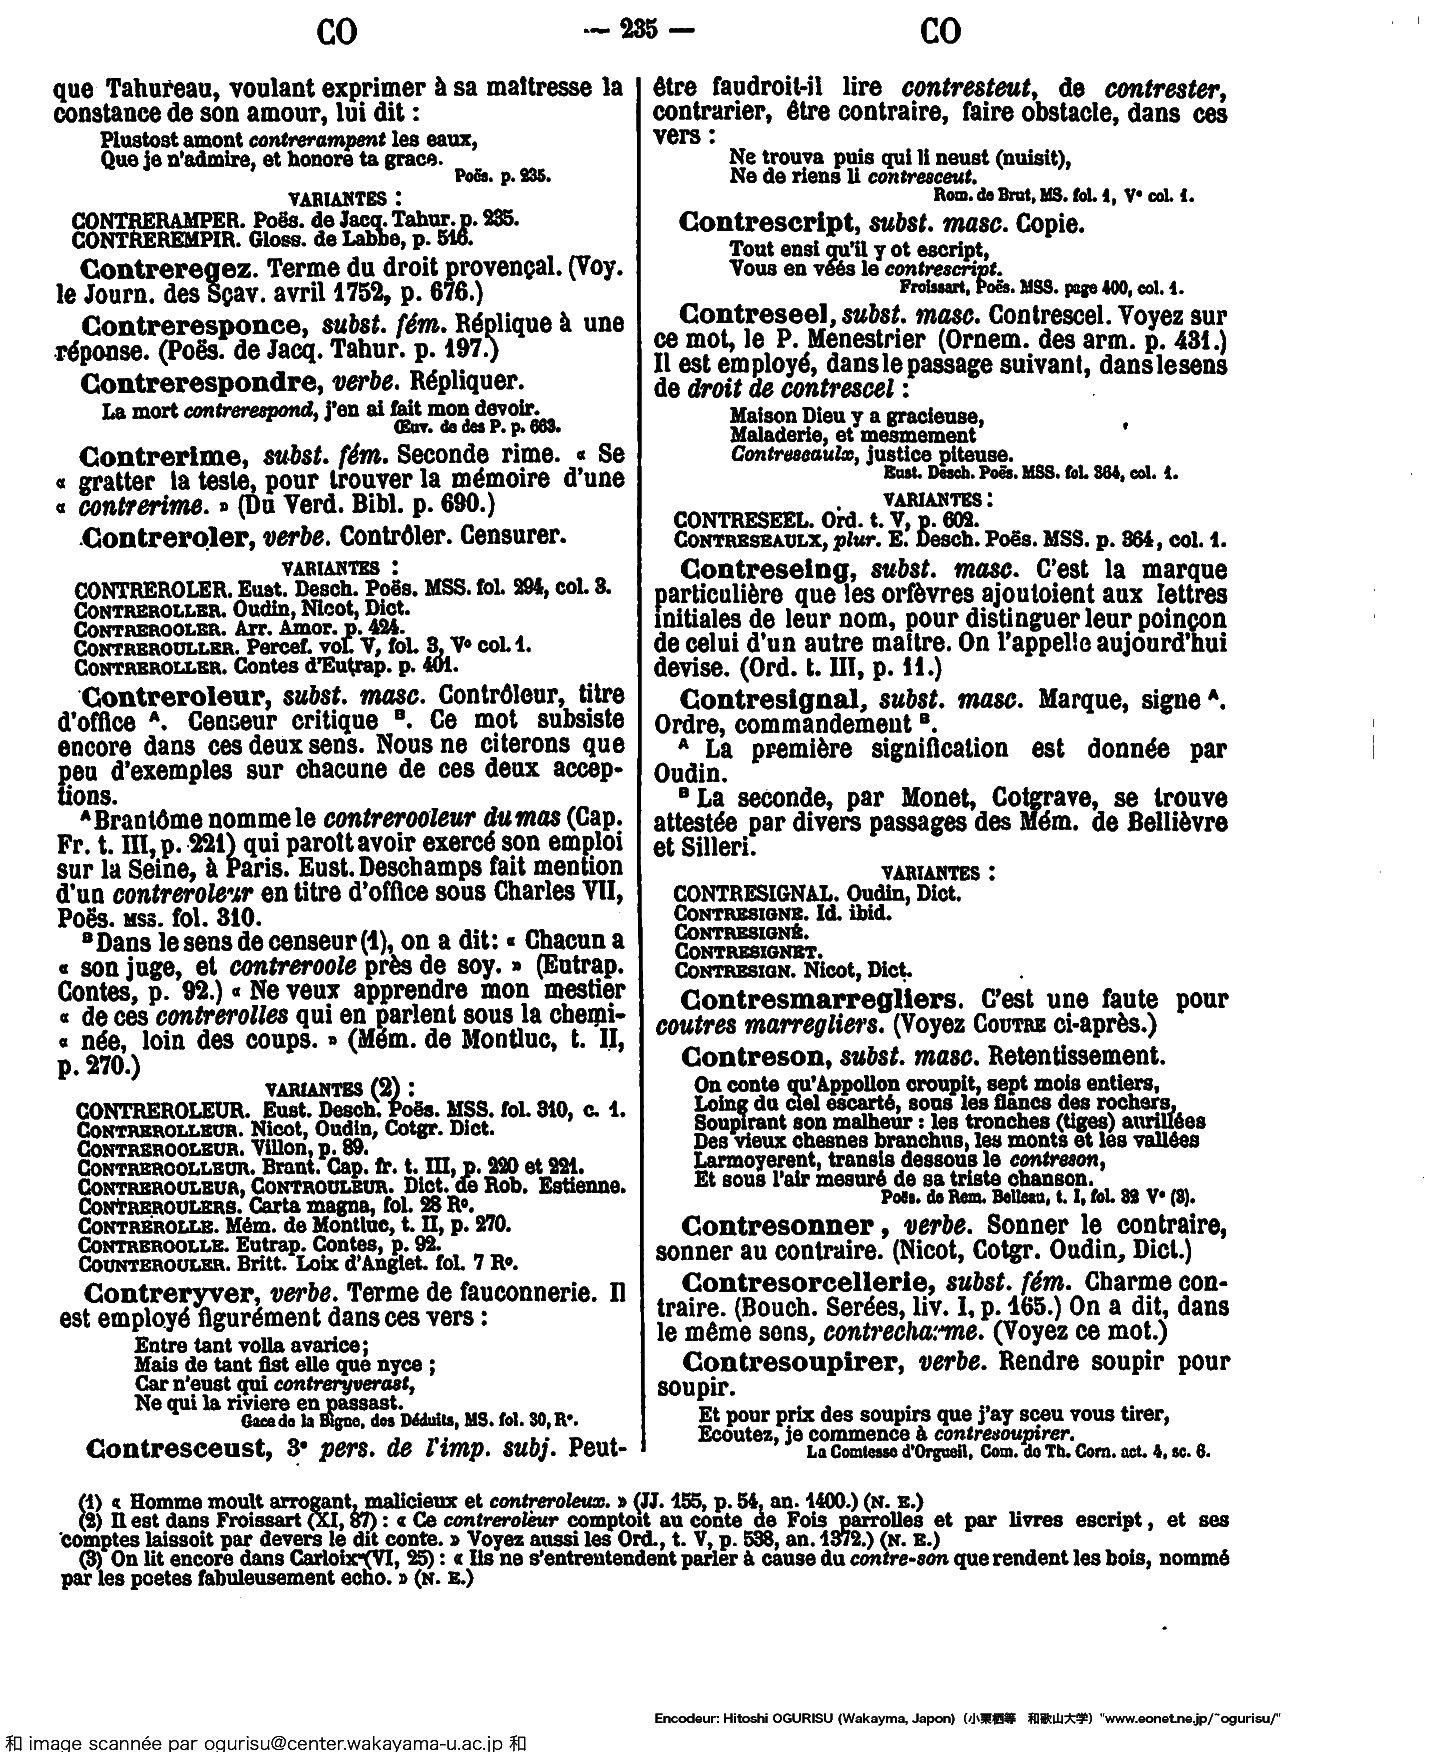 CO — 235 — CO
que Tahureau, voulant exprimer à sa maîtresse la
constance de son amour, lui dit :
Plustost amont contrerampent les eaux,
Que je n'admire, et honore ta grace.
Poës. p. 235.
VARIANTES :
CONTRERAMPER. Poës. de Jacq. Tahur. p. 235.
CONTREREMPIR. Gloss. de Labbe, p. 516.
Contreregez. Terme du droit provençal. (Voy.
le Journ. des Sçav. avril 1752, p. 676.)
Contreresponce, subst. fém. Réplique à une
réponse. (Poës. de Jacq. Tahur. p. 197.)
Contrerespondre, verbe. Répliquer.
La mort contrerespond, j'en ai fait mon devoir.
Œuv. de des P. p. 663.
Contrerime, subst. fém. Seconde rime. « Se
« gratter la teste, pour trouver la mémoire d'une
« contrerime. » (Du Verd. Bibl. p. 690.)
Contreroler, verbe. Contrôler. Censurer.
VARIANTES :
CONTREROLER. Eust. Desch. Poës. MSS. fol. 294, col. 3.
CONTREROLLER. Oudin, Nicot, Dict.
CONTREROOLER. Arr. Amor. p. 424.
CONTREROULLER. Percef. vol. V, fol. 3, Vº col. 1.
CONTREROLLER. Contes d'Eutrap. p. 401.
Contreroleur, subst. masc. Contrôleur, titre
d'office A. Censeur critique B. Ce mot subsiste
encore dans ces deux sens. Nous ne citerons que
peu d'exemples sur chacune de ces deux accep-
tions.
A Brantôme nomme le contrerooleur du mas (Cap.
Fr. t. III, p. 221) qui paroît avoir exercé son emploi
sur la Seine, à Paris. Eust. Deschamps fait mention
d'un contreroleur en titre d'office sous Charles VII,
Poës. MSS. fol. 310.
B Dans le sens de censeur (1), on a dit : « Chacun a
« son juge, et contreroole près de soy. » (Eutrap.
Contes, p. 92.) « Ne veux apprendre mon mestier
« de ces contrerolles qui en parlent sous la chemi-
« née, loin des coups. » (Mém. de Montluc, t. II,
p. 270.)
VARIANTES (2) :
CONTREROLEUR. Eust. Desch. Poës. MSS. fol. 310, c. 1.
CONTREROLLEUR. Nicot, Oudin, Cotgr. Dict.
CONTREROOLEUR. Villon, p. 89.
CONTREROOLLEUR. Brant. Cap. fr. t. III, p. 220 et 221.
CONTREROULEUR, CONTROULEUR. Dict. de Rob. Estienne.
CONTREROULERS. Carta magna, fol. 28 Rº.
CONTREROLLE. Mém. de Montluc, t. II, p. 270.
CONTREROOLLE. Eutrap. Contes, p. 92.
COUNTEROULER. Britt. Loix d'Anglet. fol. 7 Rº.
Contreryver, verbe. Terme de fauconnerie. Il
est employé figurément dans ces vers :
Entre tant volla avarice;
Mais de tant fist elle que nyce ;
Car n'eust qui contreryverast,
Ne qui la riviere en passast.
Gace de la Bigne, des Déduits, MS. fol. 30, Rº.
Contresceust, 3e pers. de l'imp. subj. Peut-
être faudroit-il lire contresteut, de contrester,
contrarier, être contraire, faire obstacle, dans ces
vers :
Ne trouva puis qui li neust (nuisit),
Ne de riens li contresceut.
Rom. de Brut, MS. fol. 1, Vº col. 1.
Contrescript, subst. masc. Copie.
Tout ensi qu'il y ot escript,
Vous en véés le contrescript.
Froissart, Poës. MSS. page 400, col. 1.
Contreseel, subst. masc. Contrescel. Voyez sur
ce mot, le P. Menestrier (Ornem. des arm. p. 431.)
Il est employé, dans le passage suivant, dans le sens
de droit de contrescel :
Maison Dieu y a gracieuse,
Maladerie, et mesmement
Contreseaulx, justice piteuse.
Eust. Desch. Poës. MSS. fol. 364, col. 1.
VARIANTES :
CONTRESEEL. Ord. t. V, p. 602.
CONTRESEAULX, plur. E. Desch. Poës. MSS. p. 364, col. 1.
Contreseing, subst. masc. C'est la marque
particulière que les orfèvres ajoutoient aux lettres
initiales de leur nom, pour distinguer leur poinçon
de celui d'un autre maître. On l'appelle aujourd'hui
devise. (Ord. t. III, p. 11.)
Contresignal, subst. masc. Marque, signe A.
Ordre, commandement B.
A La première signification est donnée par
Oudin.
B La seconde, par Monet, Cotgrave, se trouve
attestée par divers passages des Mém. de Bellièvre
et Silleri.
VARIANTES :
CONTRESIGNAL. Oudin, Dict.
CONTRESIGNE. Id. ibid.
CONTRESIGNÉ.
CONTRESIGNET.
CONTRESIGN. Nicot, Dict.
Contresmarregliers. C'est une faute pour
coutres marregliers. (Voyez COUTRE ci-après.)
Contreson, subst. masc. Retentissement.
On conte qu'Appollon croupit, sept mois entiers,
Loing du ciel escarté, sous les flancs des rochers,
Soupirant son malheur : les tronches (tiges) aurillées
Des vieux chesnes branchus, les monts et les vallées
Larmoyerent, transis dessous le contreson,
Et sous l'air mesuré de sa triste chanson.
Poës. de Rem. Belleau, t. I, fol. 32 Vº (3).
Contresonner, verbe. Sonner le contraire,
sonner au contraire. (Nicot, Cotgr. Oudin, Dict.)
Contresorcellerie, subst. fém. Charme con-
traire. (Bouch. Serées, liv. I, p. 165.) On a dit, dans
le même sens, contrecharme. (Voyez ce mot.)
Contresoupirer, verbe. Rendre soupir pour
soupir.
Et pour prix des soupirs que j'ay sceu vous tirer,
Ecoutez, je commence à contresoupirer.
La Comtesse d'Orgueil, Com. de Th. Corn. act. 4, sc. 6.
(1) « Homme moult arrogant, malicieux et contreroleux. » (JJ. 155, p. 54, an. 1400.) (N. E.)
(2) Il est dans Froissart (XI, 87) : « Ce contreroleur comptoit au conte de Fois parrolles et par livres escript, et ses
comptes laissoit par devers le dit conte. » Voyez aussi les Ord., t. V, p. 538, an. 1372.) (N. E.)
(3) On lit encore dans Carloix (VI, 25) : « Ils ne s'entrentendent parler à cause du contre-son que rendent les bois, nommé
par les poetes fabuleusement echo. » (N. E.)
Encodeur: Hitoshi OGURISU (Wakayma, Japon) (小栗栖等 和歌山大学) "www.eonet.ne.jp/~ogurisu/"
和 image scannée par ogurisu@center.wakayama-u.ac.jp 和